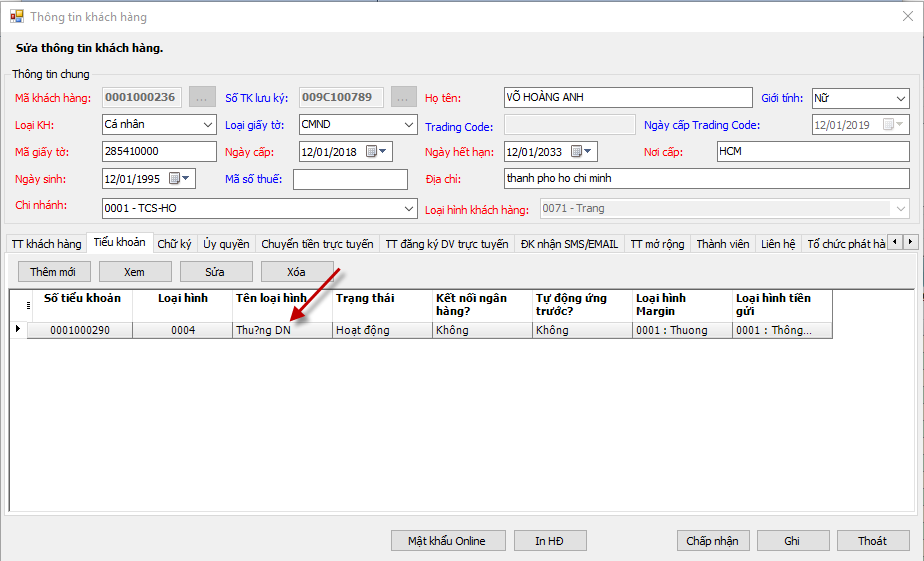 Thông tin khách hàng
Sửa thông tin khách hàng.
Thông tin chung
Mã khách hàng: 0001000236 ... Số TK lưu ký: 009C100789 ... Họ tên: VÕ HOÀNG ANH Giới tính: Nữ
Loại KH: Cá nhân Loại giấy tờ: CMND Trading Code: Ngày cấp Trading Code: 12/01/2019
Mã giấy tờ: 285410000 Ngày cấp: 12/01/2018 Ngày hết hạn: 12/01/2033 Nơi cấp: HCM
Ngày sinh: 12/01/1995 Mã số thuế: Địa chỉ: thanh pho ho chi minh
Chi nhánh: 0001 - TCS-HO Loại hình khách hàng: 0071 - Trang
TT khách hàng Tiểu khoản Chữ ký Ủy quyền Chuyển tiền trực tuyến TT đăng ký DV trực tuyến ĐK nhận SMS/EMAIL TT mở rộng Thành viên Liên hệ Tổ chức phát hà
Thêm mới Xem Sửa Xóa
Số tiểu khoản Loại hình Tên loại hình Trạng thái Kết nối ngân hàng? Tự động ứng trước? Loại hình Margin Loại hình tiền gửi
0001000290 0004 Thu?ng DN Hoạt động Không Không 0001 : Thuong 0001 : Thông...
Mật khẩu Online In HĐ Chấp nhận Ghi Thoát